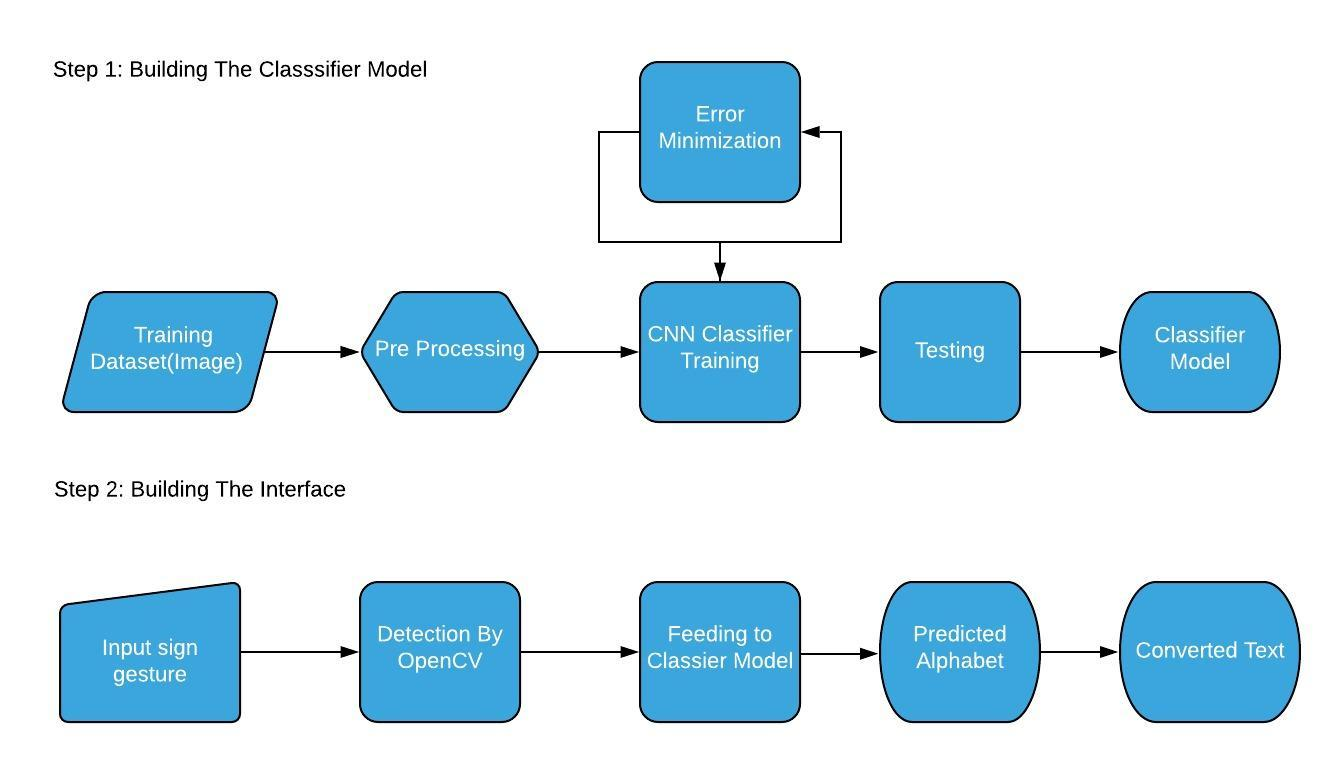 Step 1: Building The Classsifier Model
Error
Minimization
Training
Dataset(Image)
Pre Processing
CNN Classifier
Training
Testing
Classifier
Model
Step 2: Building The Interface
Input sign
gesture
Detection By
OpenCV
Feeding to
Classier Model
Predicted
Alphabet
Converted Text